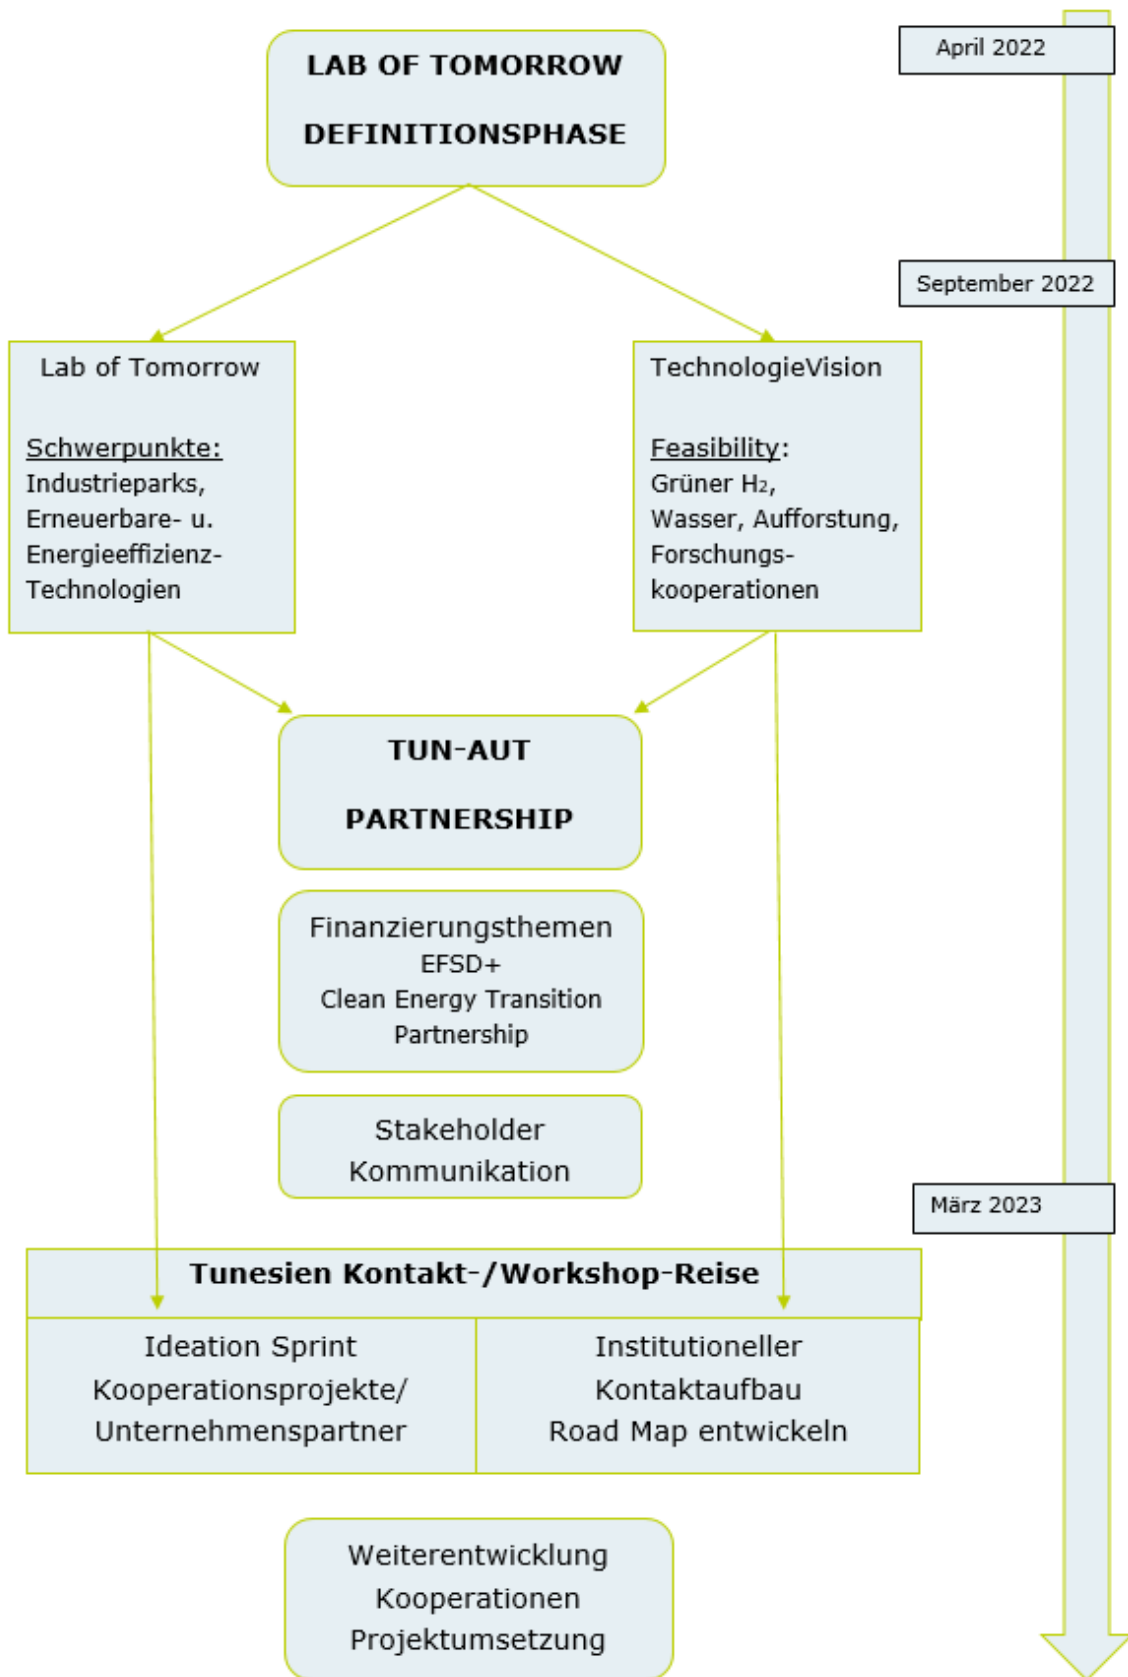 LAB OF TOMORROW
DEFINITIONSPHASE
April 2022
September 2022
Lab of Tomorrow
Schwerpunkte:
Industrieparks,
Erneuerbare- u.
Energieeffizienz-
Technologien
TechnologieVision
Feasibility:
Grüner H₂,
Wasser, Aufforstung,
Forschungs-
kooperationen
TUN-AUT
PARTNERSHIP
Finanzierungsthemen
EFSD+
Clean Energy Transition
Partnership
Stakeholder
Kommunikation
März 2023
Tunesien Kontakt-/Workshop-Reise
Ideation Sprint
Kooperationsprojekte/
Unternehmenspartner
Institutioneller
Kontaktaufbau
Road Map entwickeln
Weiterentwicklung
Kooperationen
Projektumsetzung